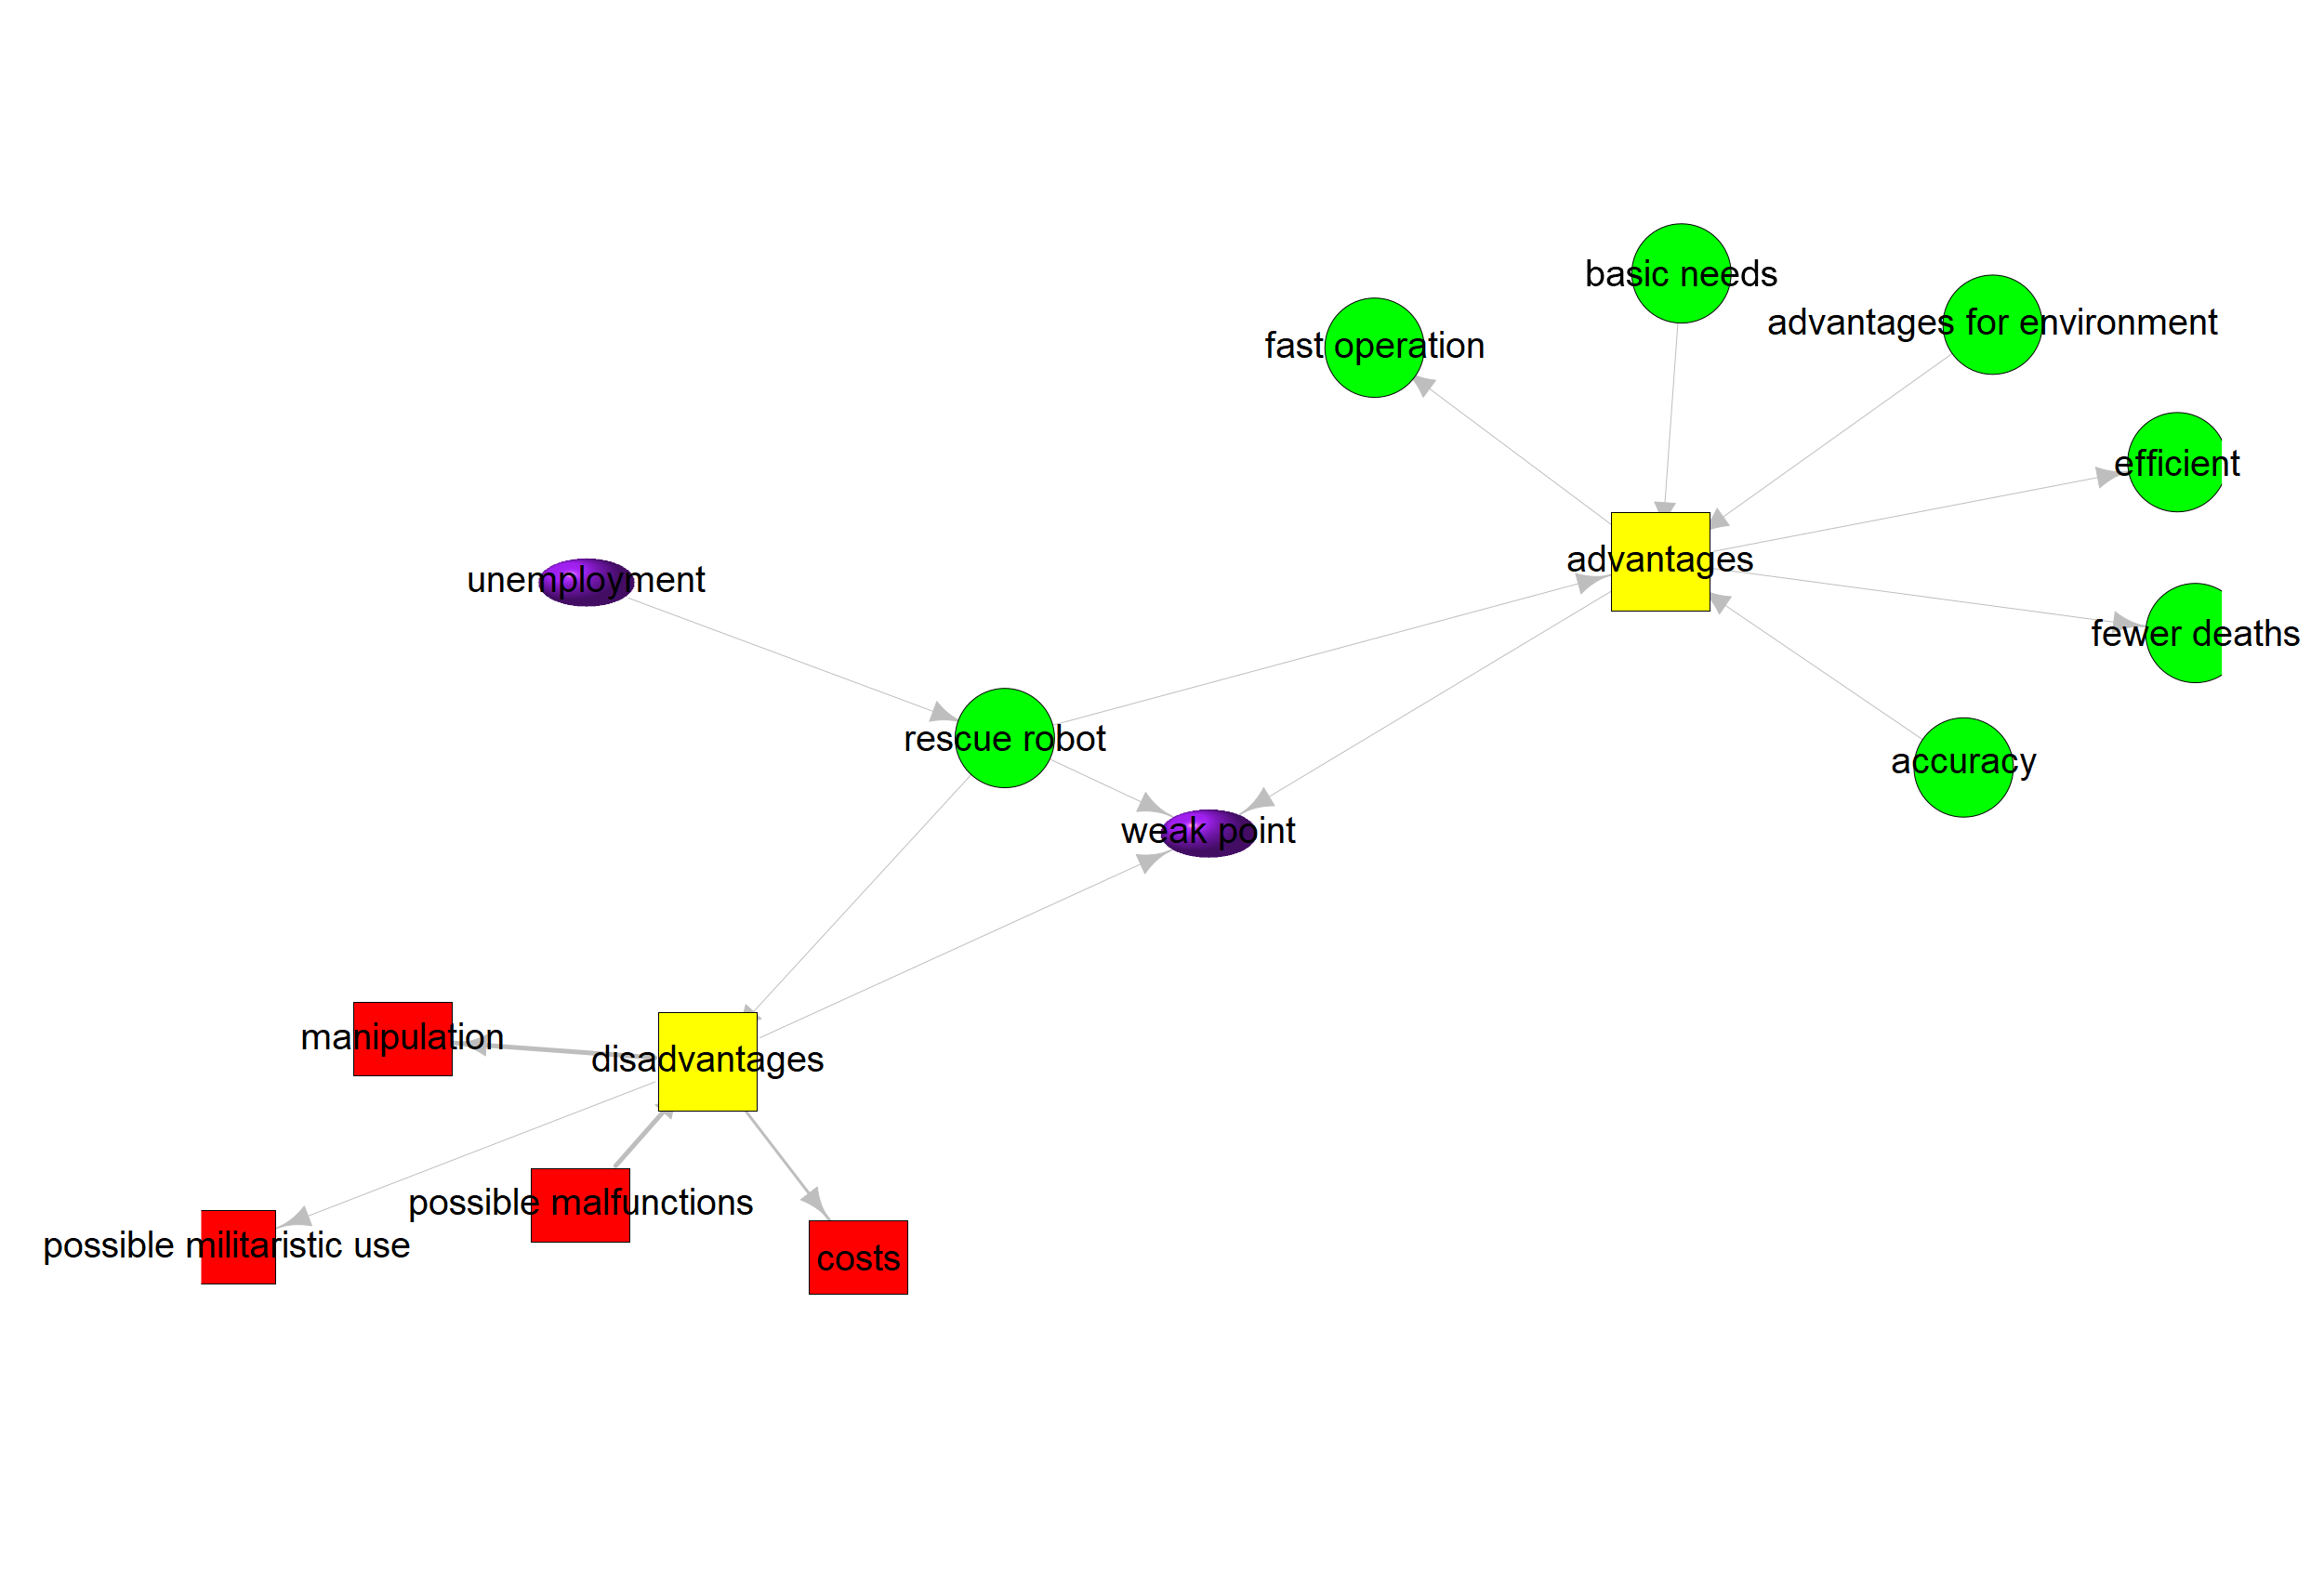 basic needs
advantages for environment
fast operation
efficient
advantages
unemployment
fewer deaths
rescue robot
accuracy
weak point
manipulation
disadvantages
possible malfunctions
possible militaristic use
costs